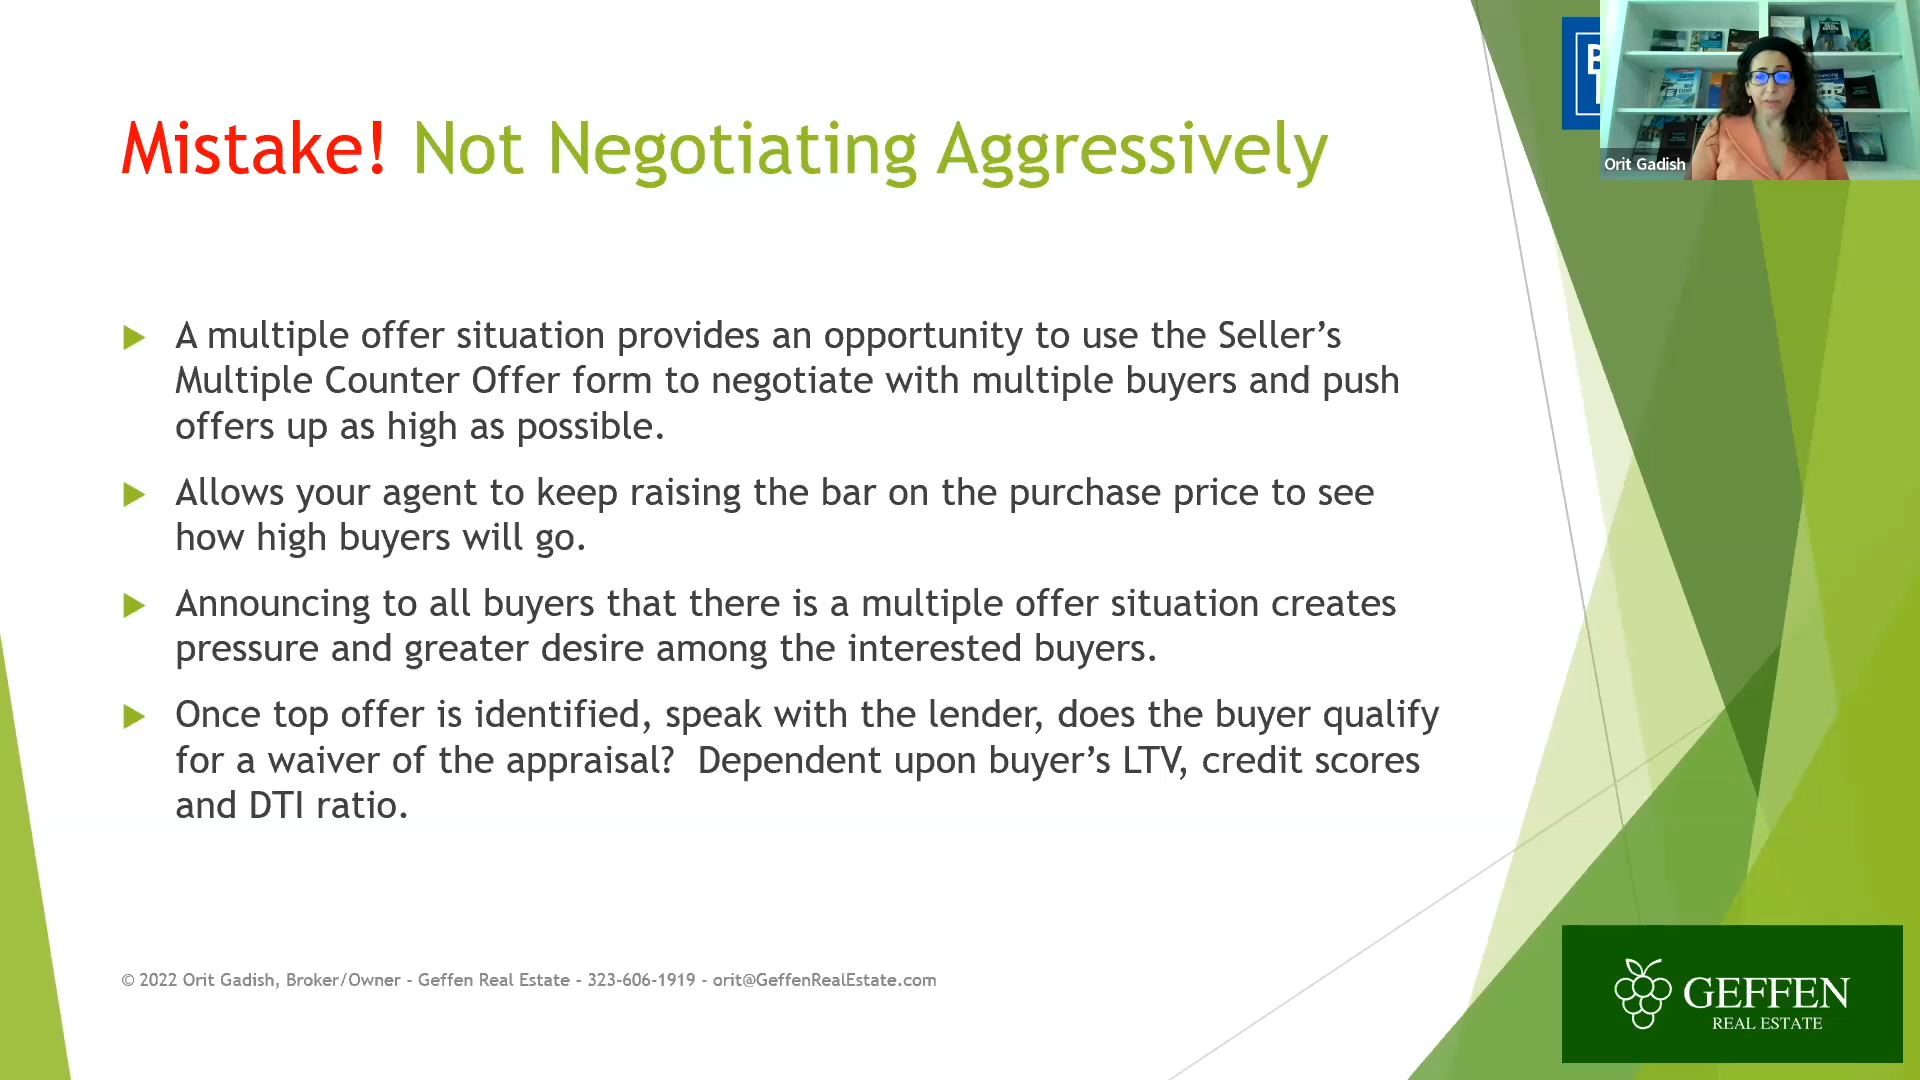 Mistake! Not Negotiating Aggressively
Orit Gadish
A multiple offer situation provides an opportunity to use the Seller’s
Multiple Counter Offer form to negotiate with multiple buyers and push
offers up as high as possible.
Allows your agent to keep raising the bar on the purchase price to see
how high buyers will go.
Announcing to all buyers that there is a multiple offer situation creates
pressure and greater desire among the interested buyers.
Once top offer is identified, speak with the lender, does the buyer qualify
for a waiver of the appraisal?  Dependent upon buyer’s LTV, credit scores
and DTI ratio.
© 2022 Orit Gadish, Broker/Owner - Geffen Real Estate - 323-606-1919 - orit@GeffenRealEstate.com
GEFFEN
REAL ESTATE